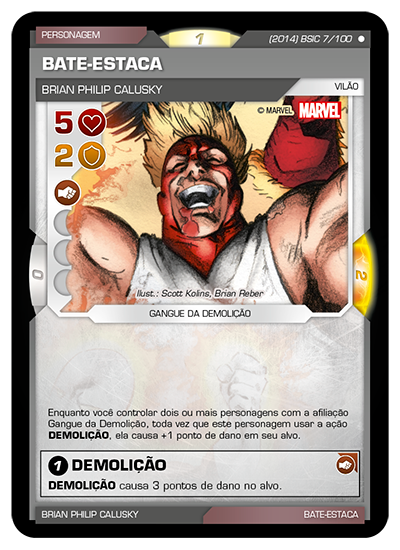 PERSONAGEM
1
(2014) BSIC 7/100
BATE-ESTACA
BRIAN PHILIP CALUSKY
VILÃO
© MARVEL MARVEL
5
2
0
2
Ilust.: Scott Kolins, Brian Reber
GANGUE DA DEMOLIÇÃO
Enquanto você controlar dois ou mais personagens com a afiliação
Gangue da Demolição, toda vez que este personagem usar a ação
DEMOLIÇÃO, ela causa +1 ponto de dano em seu alvo.
1 DEMOLIÇÃO
DEMOLIÇÃO causa 3 pontos de dano no alvo.
BRIAN PHILIP CALUSKY
BATE-ESTACA